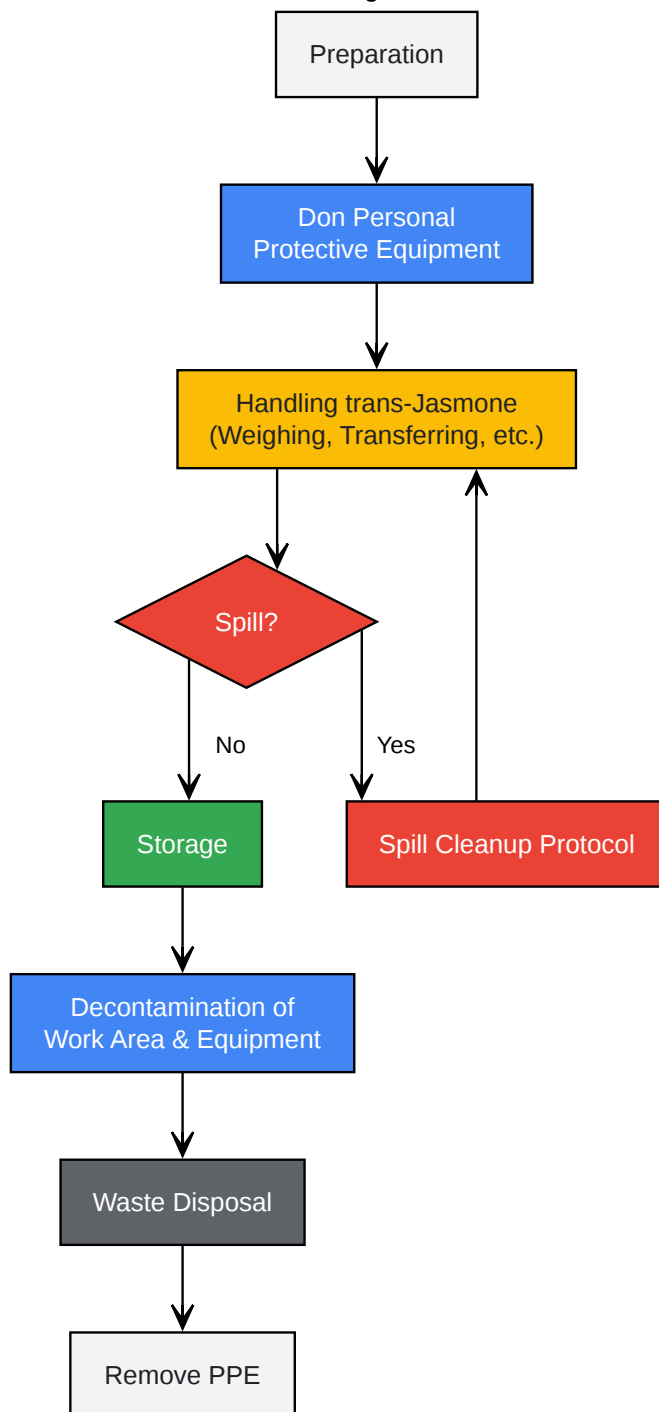 Preparation
Don Personal
Protective Equipment
Handling trans-Jasmone
(Weighing, Transferring, etc.)
Spill?
No
Yes
Storage
Spill Cleanup Protocol
Decontamination of
Work Area & Equipment
Waste Disposal
Remove PPE